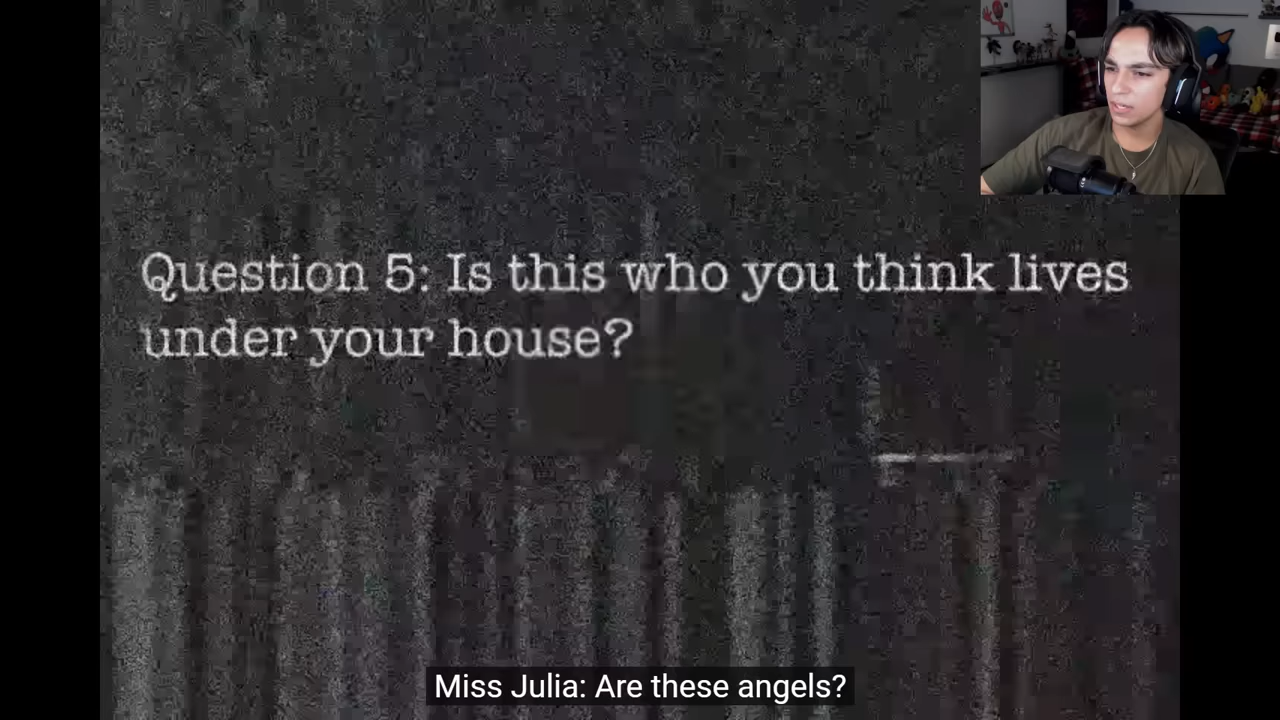 Question 5: Is this who you think lives
under your house?
Miss Julia: Are these angels?